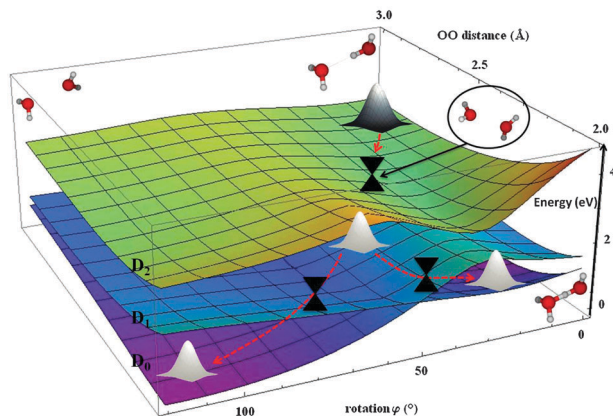 3.0
OO distance (Å)
2.5
2.0
4
Energy (eV)
2
0
D2
D1
D0
0
50
100
rotation φ (°)